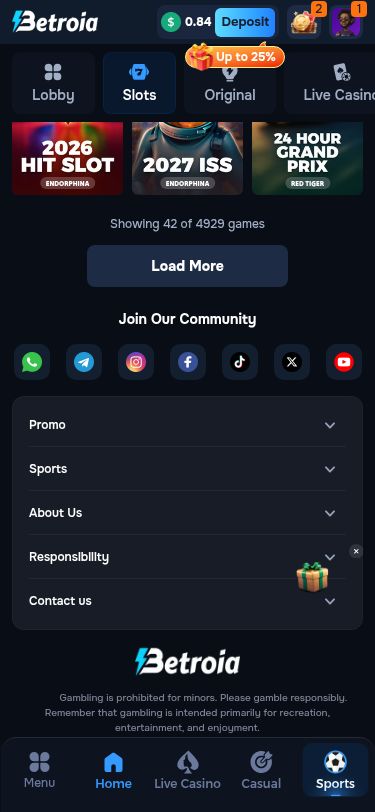 Betroia
0.84
Deposit
2
1
Up to 25%
Lobby
Slots
Original
Live Casino
2026
HIT SLOT
ENDORPHINA
2027 ISS
ENDORPHINA
24 HOUR
GRAND
PRIX
RED TIGER
Showing 42 of 4929 games
Load More
Join Our Community
Promo
Sports
About Us
Responsibility
Contact us
Betroia
Gambling is prohibited for minors. Please gamble responsibly.
Remember that gambling is intended primarily for recreation,
entertainment, and enjoyment.
Menu
Home
Live Casino
Casual
Sports